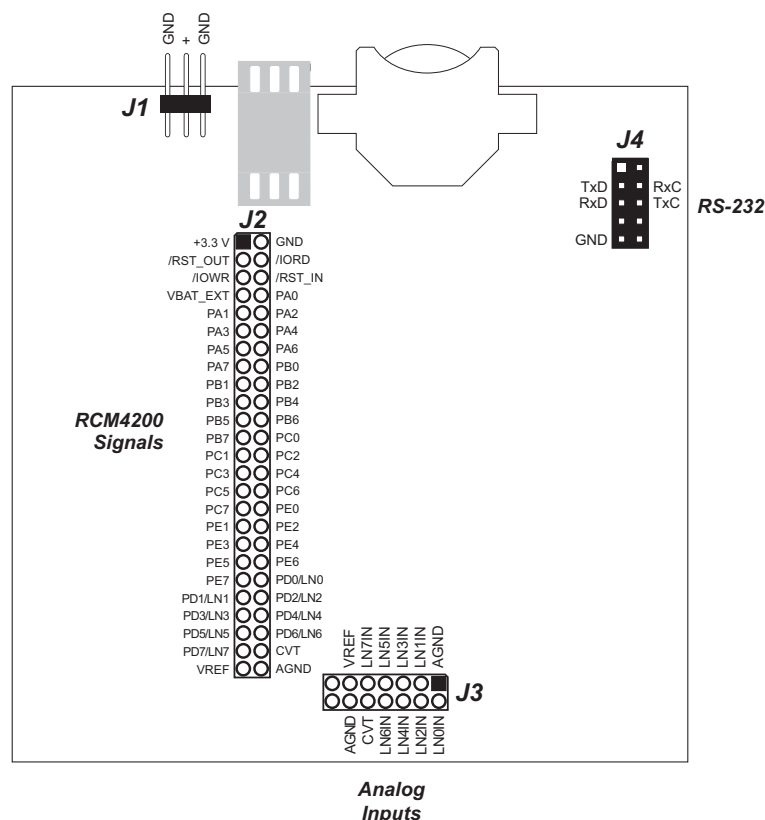 GND
+
GND
J1
J4
TxD RxC
RxD TxC
GND
RS-232
J2
+3.3 V GND
/RST_OUT /IORD
/IOWR /RST_IN
VBAT_EXT PA0
PA1 PA2
PA3 PA4
PA5 PA6
PA7 PB0
PB1 PB2
PB3 PB4
PB5 PB6
PB7 PC0
PC1 PC2
PC3 PC4
PC5 PC6
PC7 PE0
PE1 PE2
PE3 PE4
PE5 PE6
PE7 PD0/LN0
PD1/LN1 PD2/LN2
PD3/LN3 PD4/LN4
PD5/LN5 PD6/LN6
PD7/LN7 CVT
VREF AGND
RCM4200
Signals
VREF
LN7IN
LN5IN
LN3IN
LN1IN
AGND
J3
AGND
CVT
LN6IN
LN4IN
LN2IN
LN0IN
Analog
Inputs